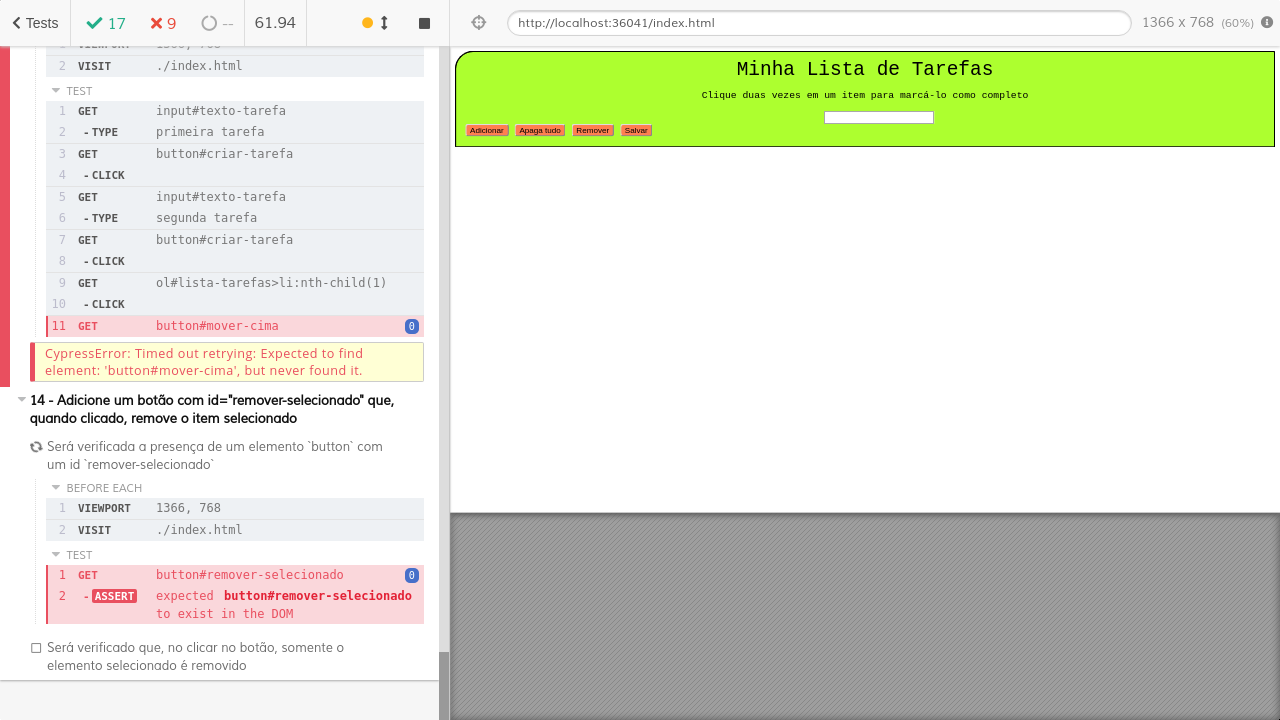 Tests
17
9
--
61.94
http://localhost:36041/index.html
1366 x 768 (60%)
1 VIEWPORT 1366, 768
2 VISIT ./index.html
TEST
1 GET input#texto-tarefa
2 -TYPE primeira tarefa
3 GET button#criar-tarefa
4 -CLICK
5 GET input#texto-tarefa
6 -TYPE segunda tarefa
7 GET button#criar-tarefa
8 -CLICK
9 GET ol#lista-tarefas>li:nth-child(1)
10 -CLICK
11 GET button#mover-cima 0
CypressError: Timed out retrying: Expected to find
element: 'button#mover-cima', but never found it.
14 - Adicione um botão com id="remover-selecionado" que,
quando clicado, remove o item selecionado
Será verificada a presença de um elemento `button` com
um id `remover-selecionado`
BEFORE EACH
1 VIEWPORT 1366, 768
2 VISIT ./index.html
TEST
1 GET button#remover-selecionado 0
2 -ASSERT expected button#remover-selecionado
to exist in the DOM
Será verificado que, no clicar no botão, somente o
elemento selecionado é removido
Minha Lista de Tarefas
Clique duas vezes em um item para marcá-lo como completo
Adicionar Apaga tudo Remover Salvar